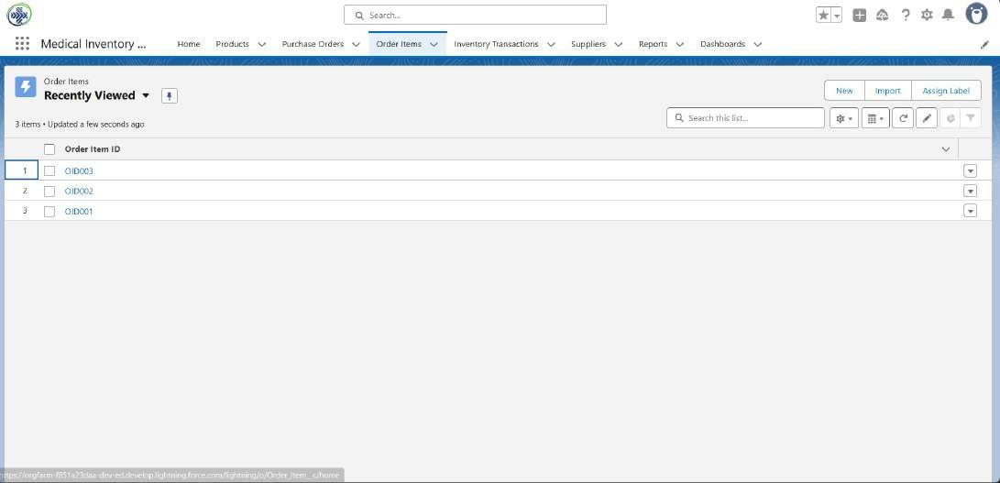 Search...
Medical Inventory ...
Home
Products
Purchase Orders
Order Items
Inventory Transactions
Suppliers
Reports
Dashboards
Order Items
Recently Viewed
New
Import
Assign Label
3 items • Updated a few seconds ago
Search this list...
Order Item ID
1
OID003
2
OID002
3
OID001
https://orgfarm-f851a23daa-dev-ed.develop.lightning.force.com/lightning/o/Order_Item__c/home